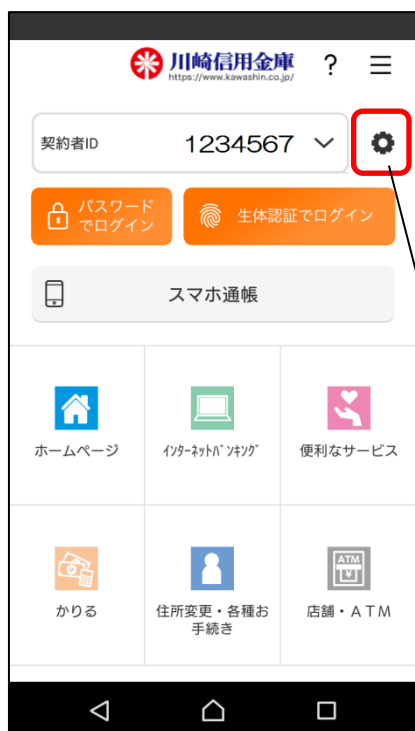 川崎信用金庫
https://www.kawashin.co.jp/
?
契約者ID 1234567
パスワード
でログイン
生体認証でログイン
スマホ通帳
ホームページ
ｲﾝﾀｰﾈｯﾄﾊﾞﾝｷﾝｸﾞ
便利なサービス
かりる
住所変更・各種お
手続き
ATM
¥
店舗・ＡＴＭ